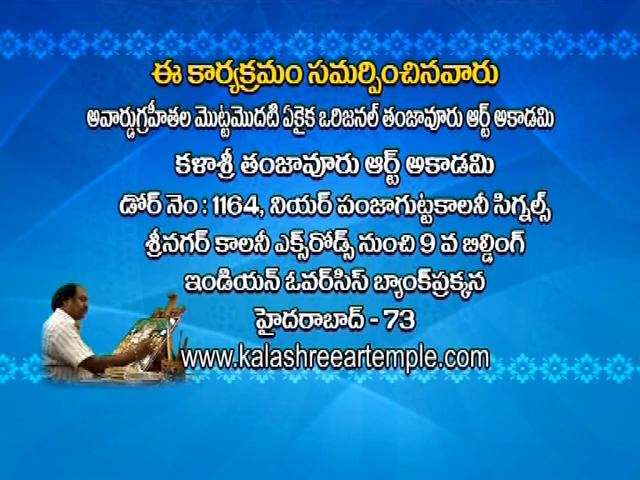 ఈ కార్యక్రమం సమర్పించినవారు
అవార్డుగ్రహీతల మొట్టమొదటి ఏకైక ఒరిజనల్ తంజావూరు ఆర్ట్ అకాడమి
కళాశ్రీ తంజావూరు ఆర్ట్ అకాడమి
డోర్ నెం : 1164, నియర్ పంజాగుట్టకాలనీ సిగ్నల్స్
శ్రీనగర్ కాలనీ ఎక్స్‌రోడ్స్ నుంచి 9 వ బిల్డింగ్
ఇండియన్ ఓవర్‌సిస్ బ్యాంక్‌ప్రక్కన
హైదరాబాద్ - 73
www.kalashreeartemple.com